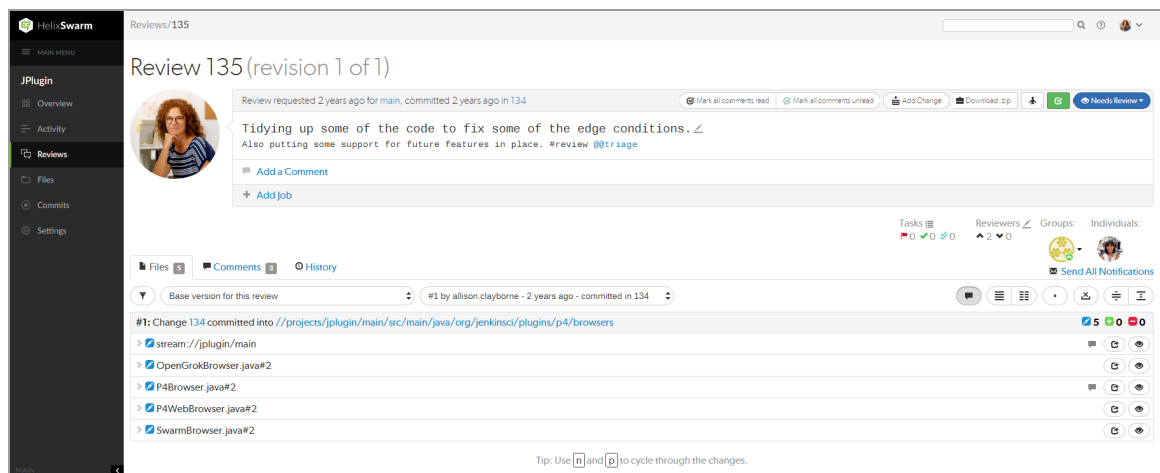 HelixSwarm
Reviews/135
MAIN MENU
Review 135 (revision 1 of 1)
JPlugin
Overview
Activity
Reviews
Files
Commits
Settings
Review requested 2 years ago for main, committed 2 years ago in 134
Mark all comments read
Mark all comments unread
Add Change
Download .zip
Needs Review
Tidying up some of the code to fix some of the edge conditions.
Also putting some support for future features in place. #review @@triage
Add a Comment
Add Job
Tasks
0 0 0
Reviewers
2 0
Groups:
Individuals:
Send All Notifications
Files 5
Comments 3
History
Base version for this review
#1 by allison.clayborne - 2 years ago - committed in 134
#1: Change 134 committed into //projects/jplugin/main/src/main/java/org/jenkinsci/plugins/p4/browsers
5 0 0
stream://jplugin/main
OpenGrokBrowser.java#2
P4Browser.java#2
P4WebBrowser.java#2
SwarmBrowser.java#2
Tip: Use n and p to cycle through the changes.
MAIN